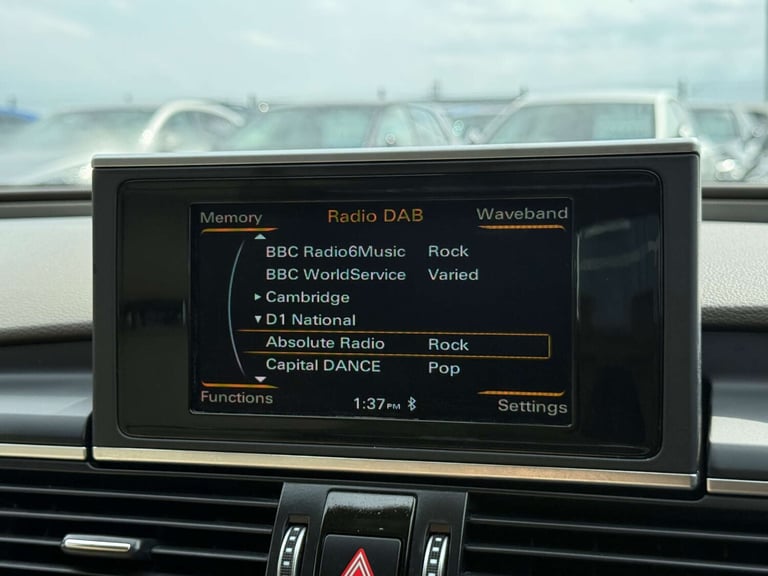 Memory Radio DAB Waveband
BBC Radio6Music Rock
BBC WorldService Varied
Cambridge
D1 National
Absolute Radio Rock
Capital DANCE Pop
Functions 1:37PM Settings